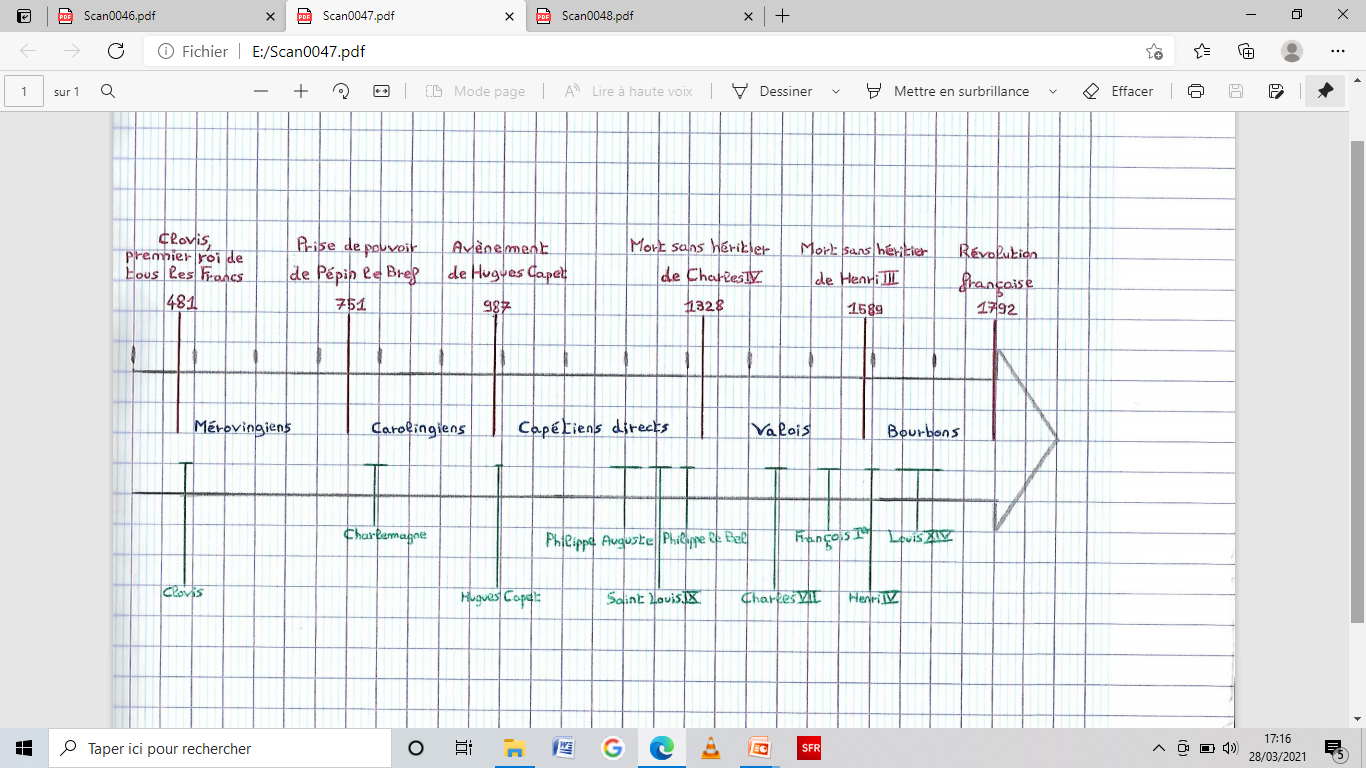 Scan0046.pdf
Scan0047.pdf
Scan0048.pdf
Fichier
E:/Scan0047.pdf
1
sur 1
Mode page
Lire à haute voix
Dessiner
Mettre en surbrillance
Effacer
Clovis,
premier roi de
tous les Francs
481
Prise de pouvoir
de Pépin le Bref
751
Avènement
de Hugues Capet
987
Mort sans héritier
de Charles IV
1328
Mort sans héritier
de Henri III
1589
Révolution
française
1792
Mérovingiens
Carolingiens
Capétiens directs
Valois
Bourbons
Charlemagne
Philippe Auguste
Philippe le Bel
François Ier
Louis XIV
Clovis
Hugues Capet
Saint Louis IX
Charles VII
Henri IV
Taper ici pour rechercher
SFR
17:16
28/03/2021
5